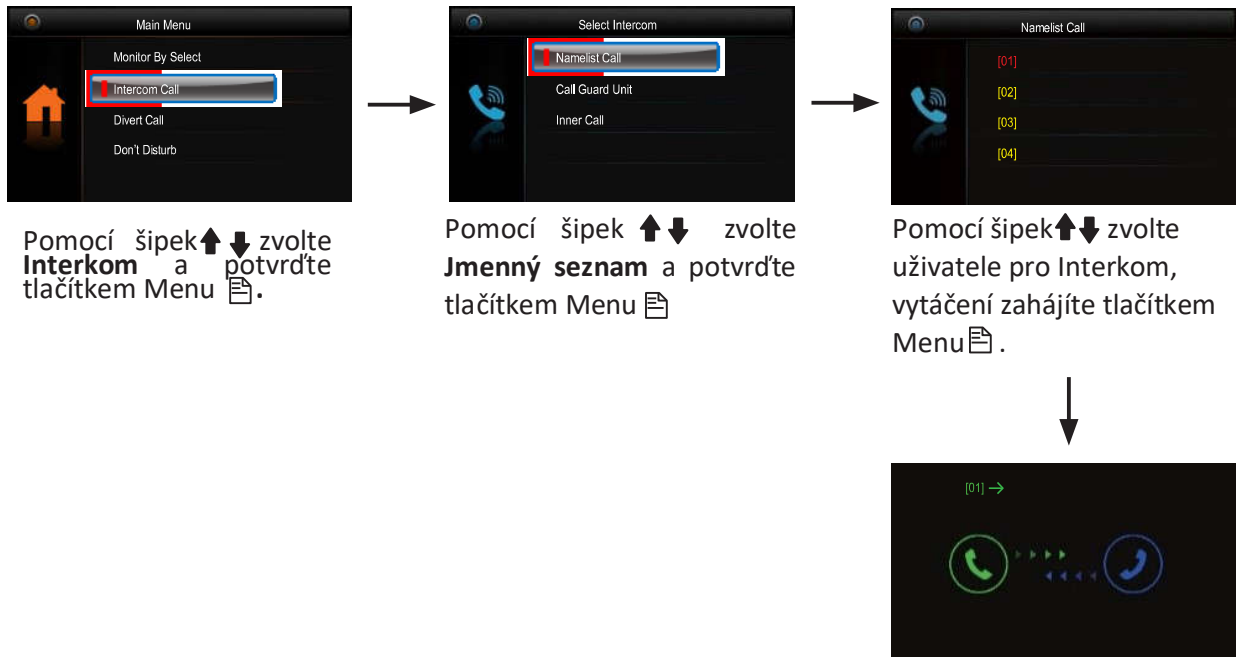 Main Menu
Monitor By Select
Intercom Call
Divert Call
Don't Disturb
Pomocí šipek zvolte
Interkom a potvrďte
tlačítkem Menu .
Select Intercom
Namelist Call
Call Guard Unit
Inner Call
Pomocí šipek zvolte
Jmenný seznam a potvrďte
tlačítkem Menu
Namelist Call
[01]
[02]
[03]
[04]
Pomocí šipek zvolte
uživatele pro Interkom,
vytáčení zahájíte tlačítkem
Menu .
[01] →